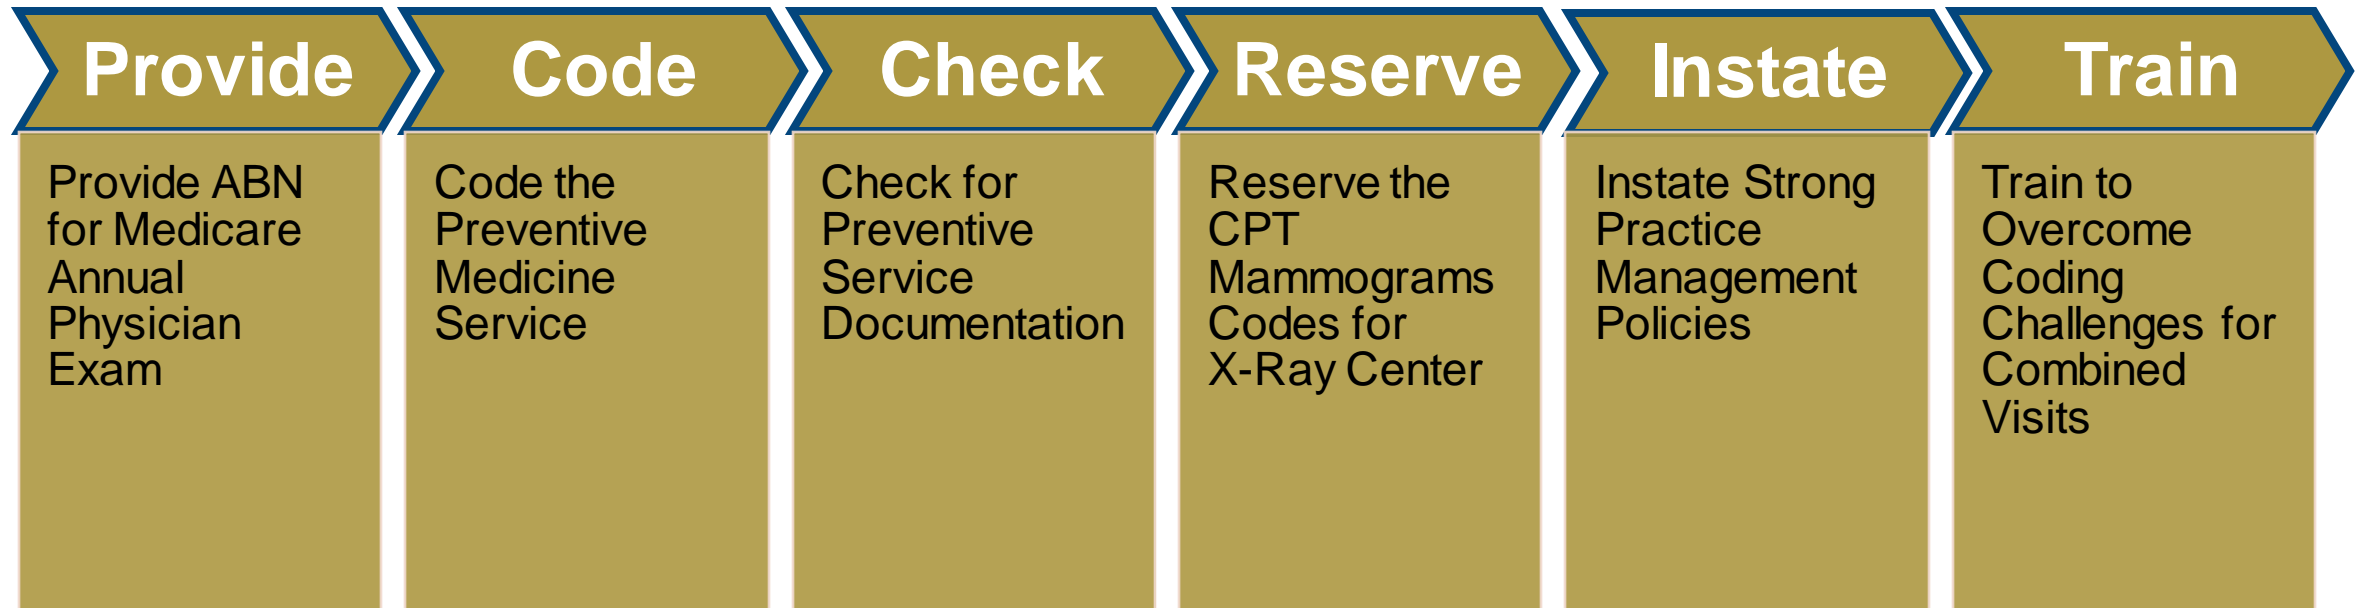 Provide
Code
Check
Reserve
Instate
Train
Provide ABN
for Medicare
Annual
Physician
Exam
Code the
Preventive
Medicine
Service
Check for
Preventive
Service
Documentation
Reserve the
CPT
Mammograms
Codes for
X-Ray Center
Instate Strong
Practice
Management
Policies
Train to
Overcome
Coding
Challenges for
Combined
Visits